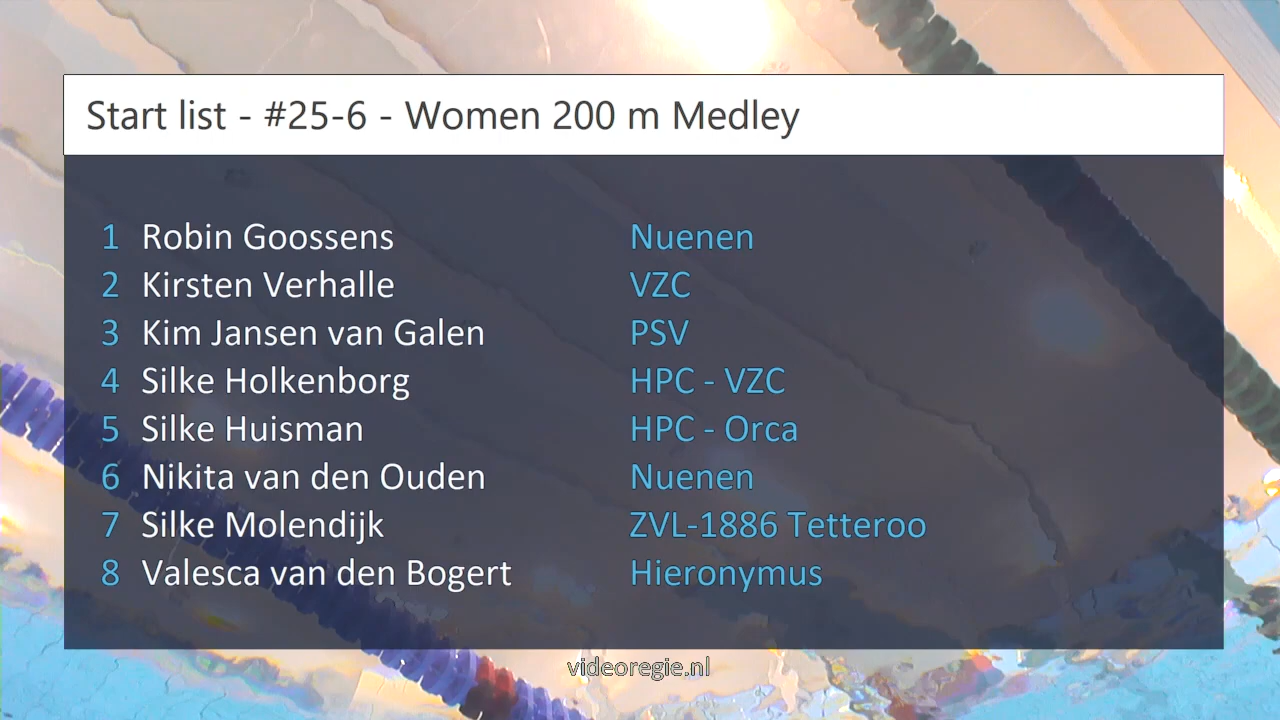 Start list - #25-6 - Women 200 m Medley
1 Robin Goossens Nuenen
2 Kirsten Verhalle VZC
3 Kim Jansen van Galen PSV
4 Silke Holkenborg HPC - VZC
5 Silke Huisman HPC - Orca
6 Nikita van den Ouden Nuenen
7 Silke Molendijk ZVL-1886 Tetteroo
8 Valesca van den Bogert Hieronymus
videoregie.nl